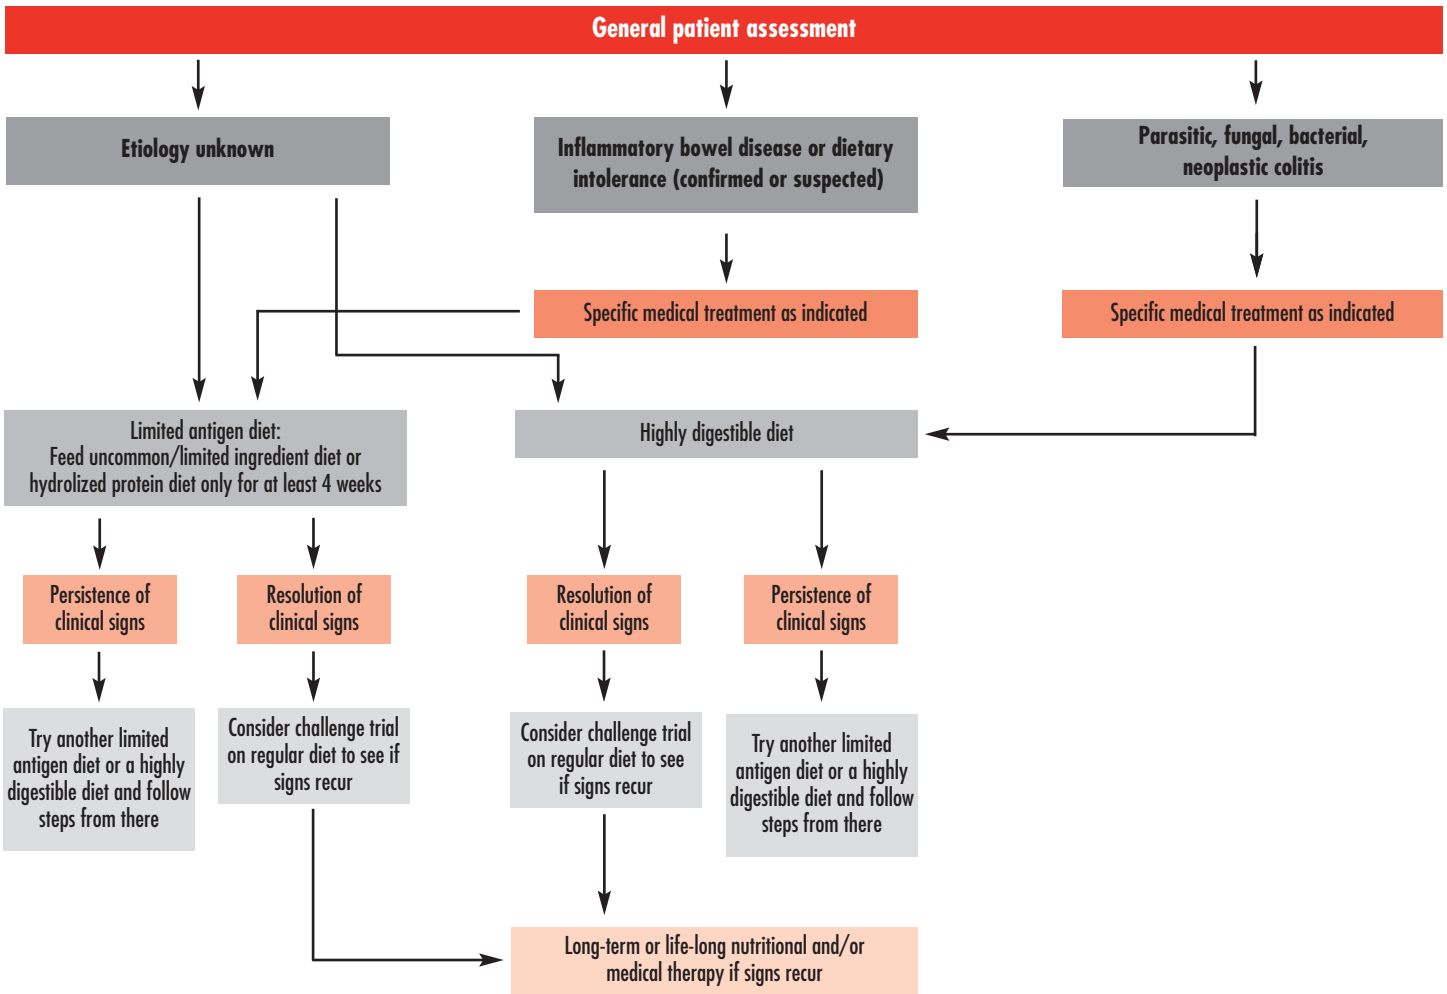 General patient assessment
Etiology unknown
Inflammatory bowel disease or dietary
intolerance (confirmed or suspected)
Parasitic, fungal, bacterial,
neoplastic colitis
Specific medical treatment as indicated
Specific medical treatment as indicated
Limited antigen diet:
Feed uncommon/limited ingredient diet or
hydrolized protein diet only for at least 4 weeks
Highly digestible diet
Persistence of
clinical signs
Resolution of
clinical signs
Resolution of
clinical signs
Persistence of
clinical signs
Try another limited
antigen diet or a highly
digestible diet and follow
steps from there
Consider challenge trial
on regular diet to see if
signs recur
Consider challenge trial
on regular diet to see
if signs recur
Try another limited
antigen diet or a highly
digestible diet and follow
steps from there
Long-term or life-long nutritional and/or
medical therapy if signs recur